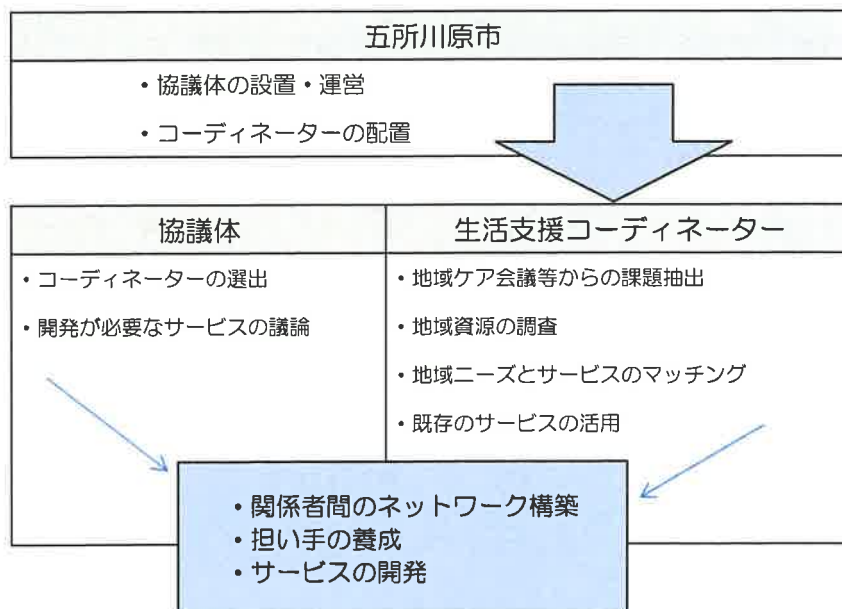 五所川原市
・協議体の設置・運営
・コーディネーターの配置
協議体
・コーディネーターの選出
・開発が必要なサービスの議論
生活支援コーディネーター
・地域ケア会議等からの課題抽出
・地域資源の調査
・地域ニーズとサービスのマッチング
・既存のサービスの活用
・関係者間のネットワーク構築
・担い手の養成
・サービスの開発